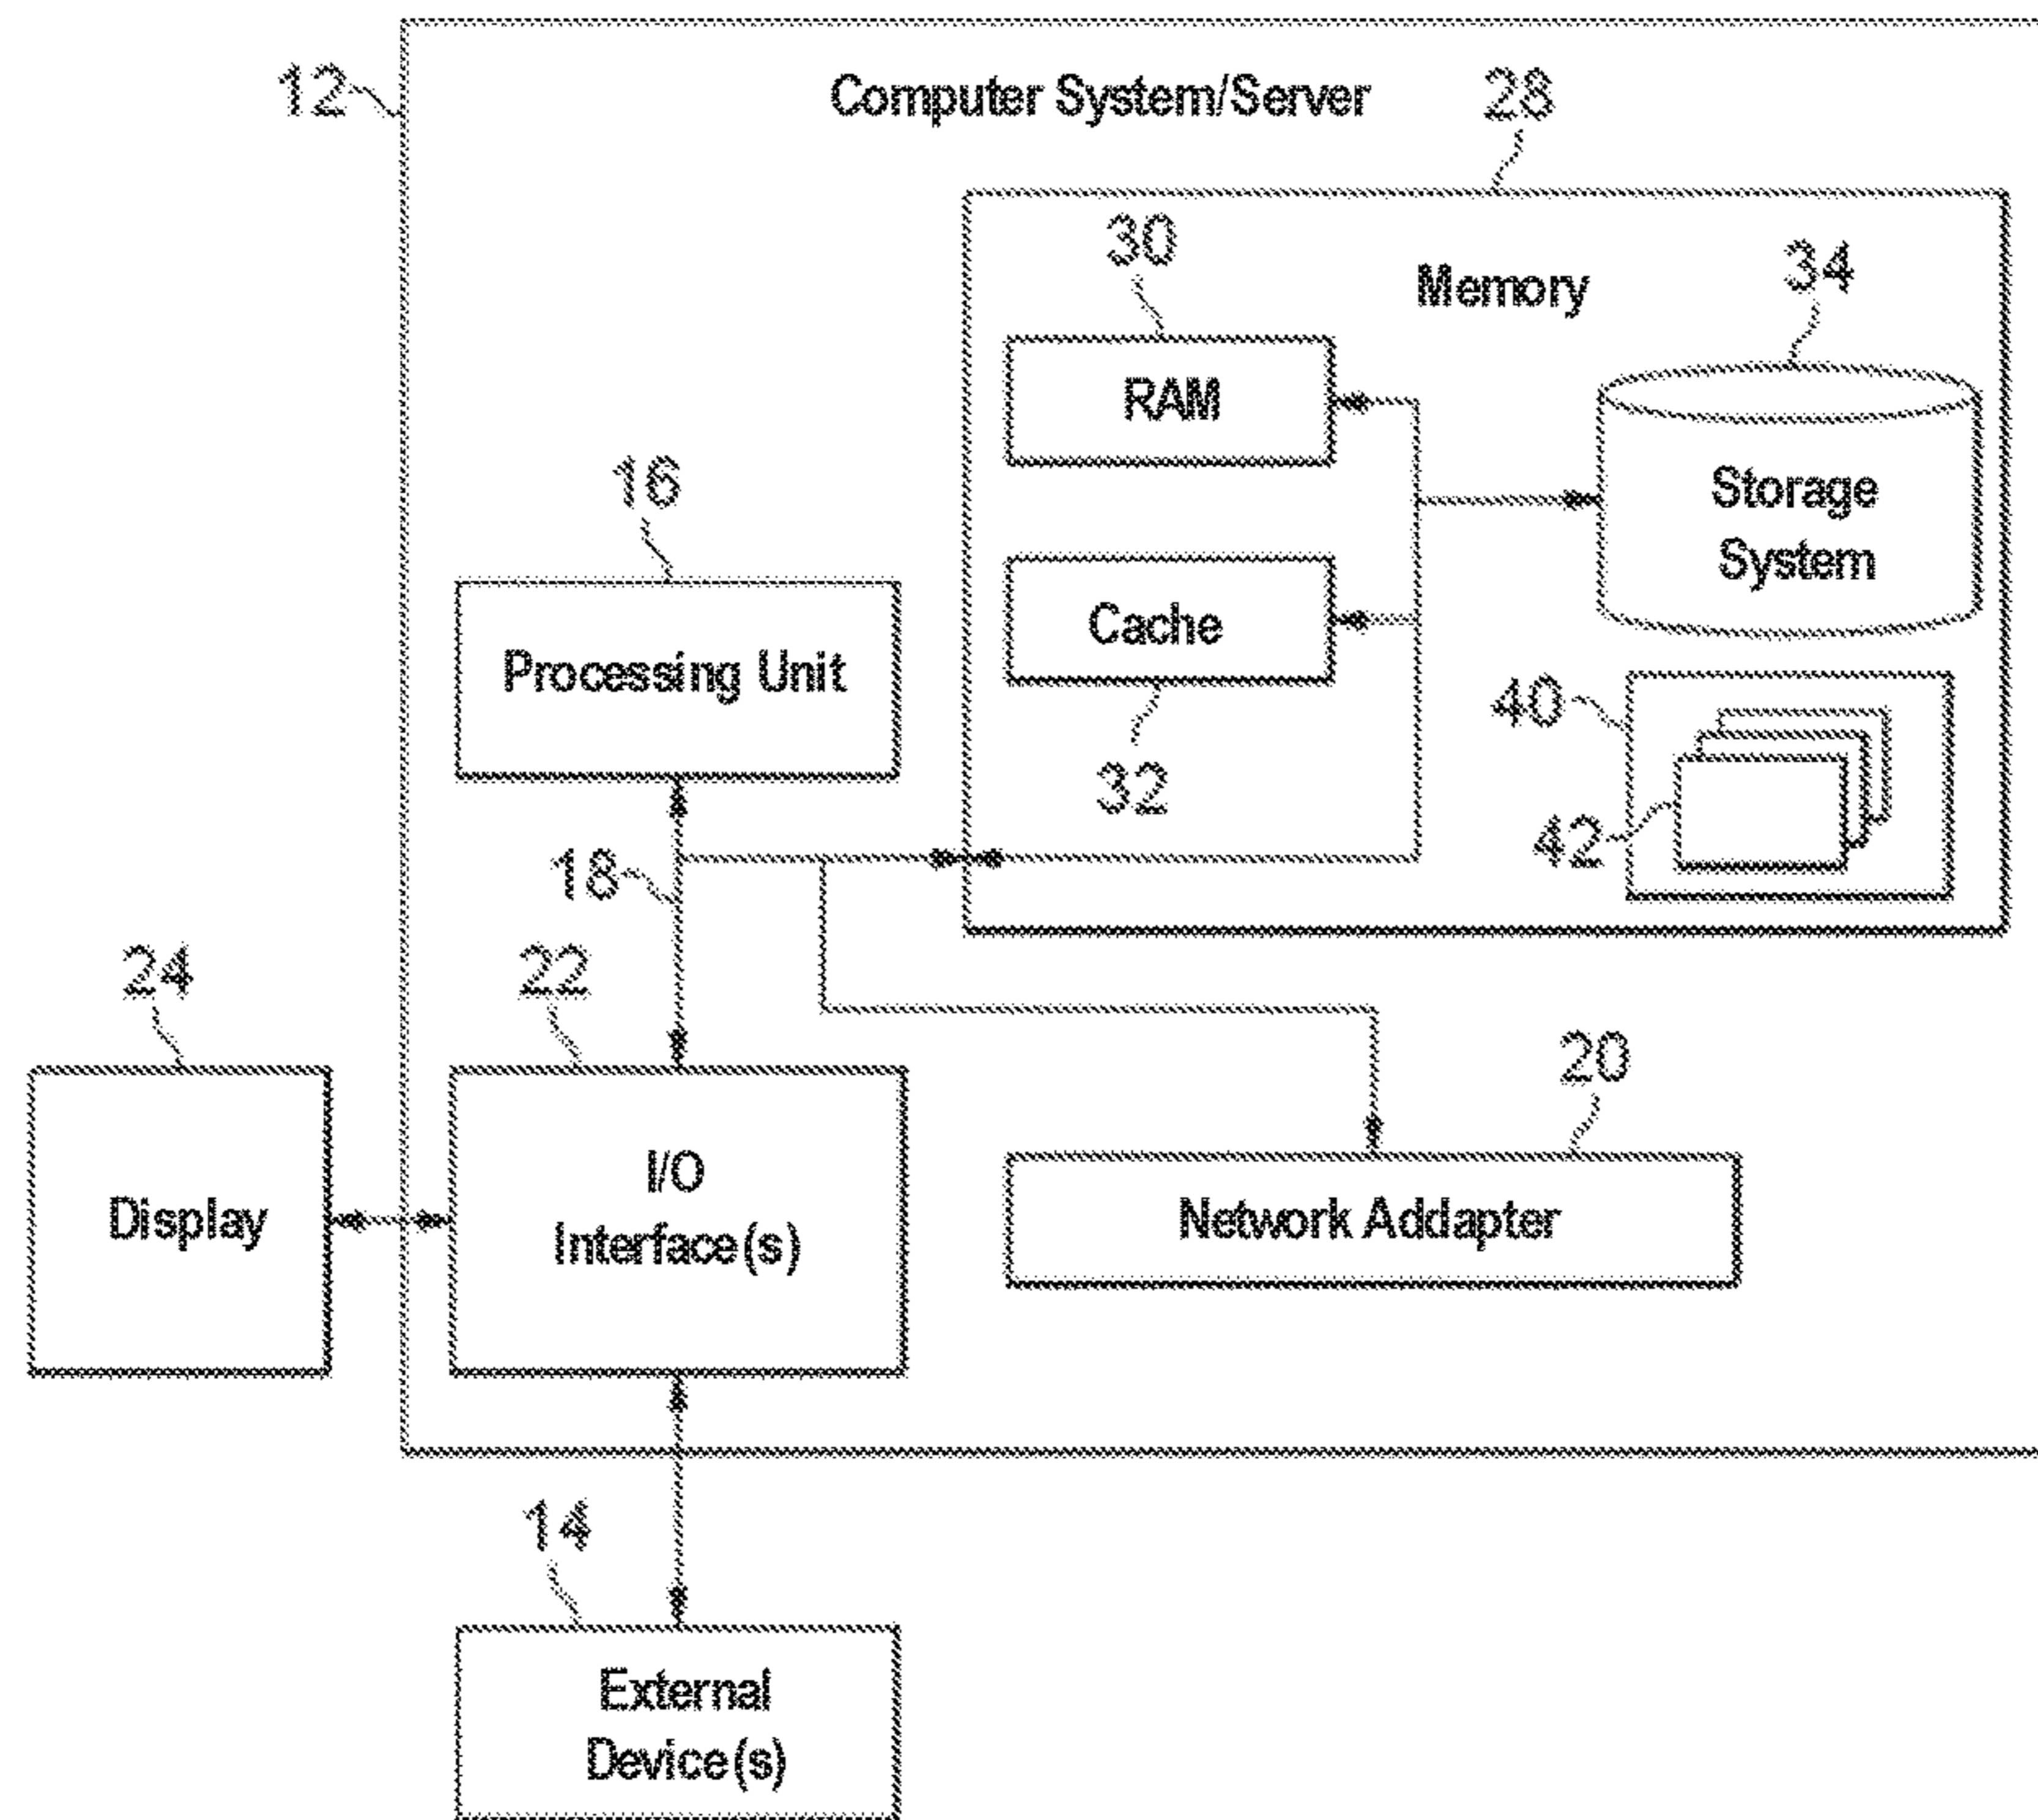 12
Computer System/Server
28
30
Memory
34
RAM
Storage
System
16
Cache
Processing Unit
40
32
42
18
24
22
20
I/O
Interface(s)
Display
Network Addapter
14
External
Device(s)